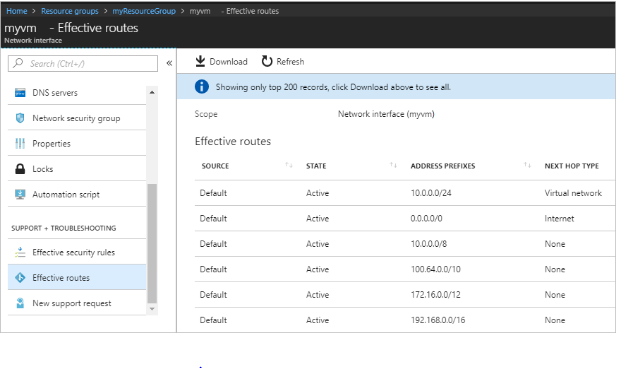 Home > Resource groups > myResourceGroup > myvm - Effective routes
myvm - Effective routes
Network interface
Search (Ctrl+/)
«
DNS servers
Network security group
Properties
Locks
Automation script
SUPPORT + TROUBLESHOOTING
Effective security rules
Effective routes
New support request
Download Refresh
Showing only top 200 records, click Download above to see all.
Scope Network interface (myvm)
Effective routes
SOURCE STATE ADDRESS PREFIXES NEXT HOP TYPE
Default Active 10.0.0.0/24 Virtual network
Default Active 0.0.0.0/0 Internet
Default Active 10.0.0.0/8 None
Default Active 100.64.0.0/10 None
Default Active 172.16.0.0/12 None
Default Active 192.168.0.0/16 None